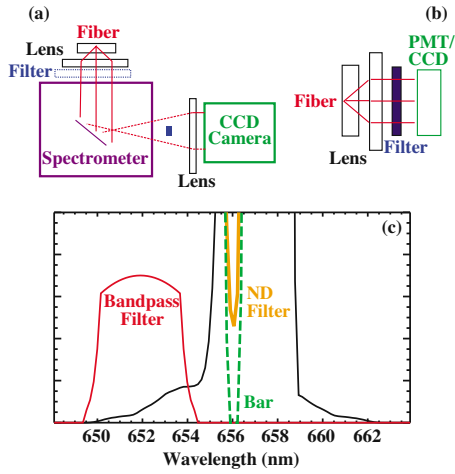 (a)
Fiber
Lens
Filter
CCD
Camera
Spectrometer
Lens
(b)
PMT/
CCD
Fiber
Filter
Lens
(c)
Bandpass
Filter
ND
Filter
Bar
650 652 654 656 658 660 662
Wavelength (nm)